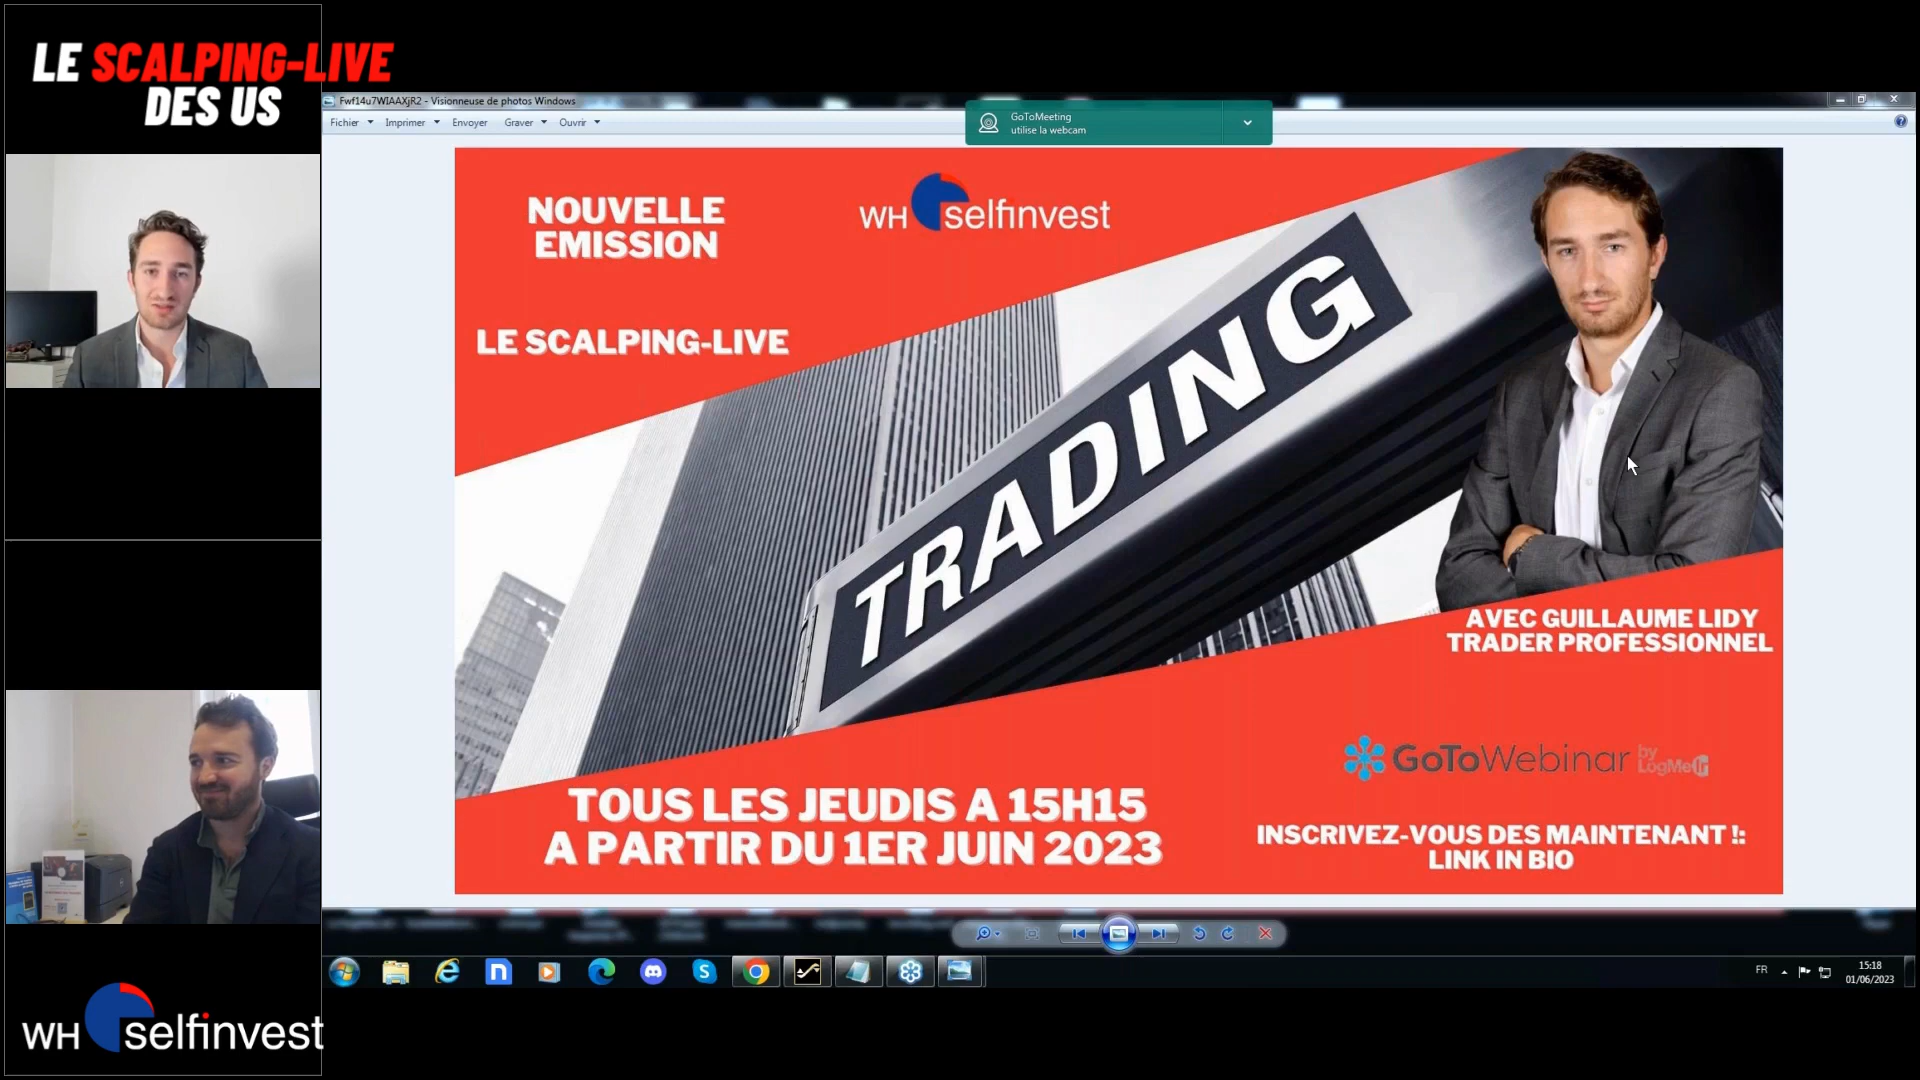 LE SCALPING-LIVE
DES US
Fwf14u7WIAAXjR2 - Visionneuse de photos Windows
Fichier Imprimer Envoyer Graver Ouvrir
GoToMeeting
utilise la webcam
NOUVELLE
EMISSION
WH selfinvest
LE SCALPING-LIVE
TRADING
AVEC GUILLAUME LIDY
TRADER PROFESSIONNEL
GoToWebinar by
LogMeIn
TOUS LES JEUDIS A 15H15
A PARTIR DU 1ER JUIN 2023
INSCRIVEZ-VOUS DES MAINTENANT !:
LINK IN BIO
FR
15:18
01/06/2023
WH selfinvest